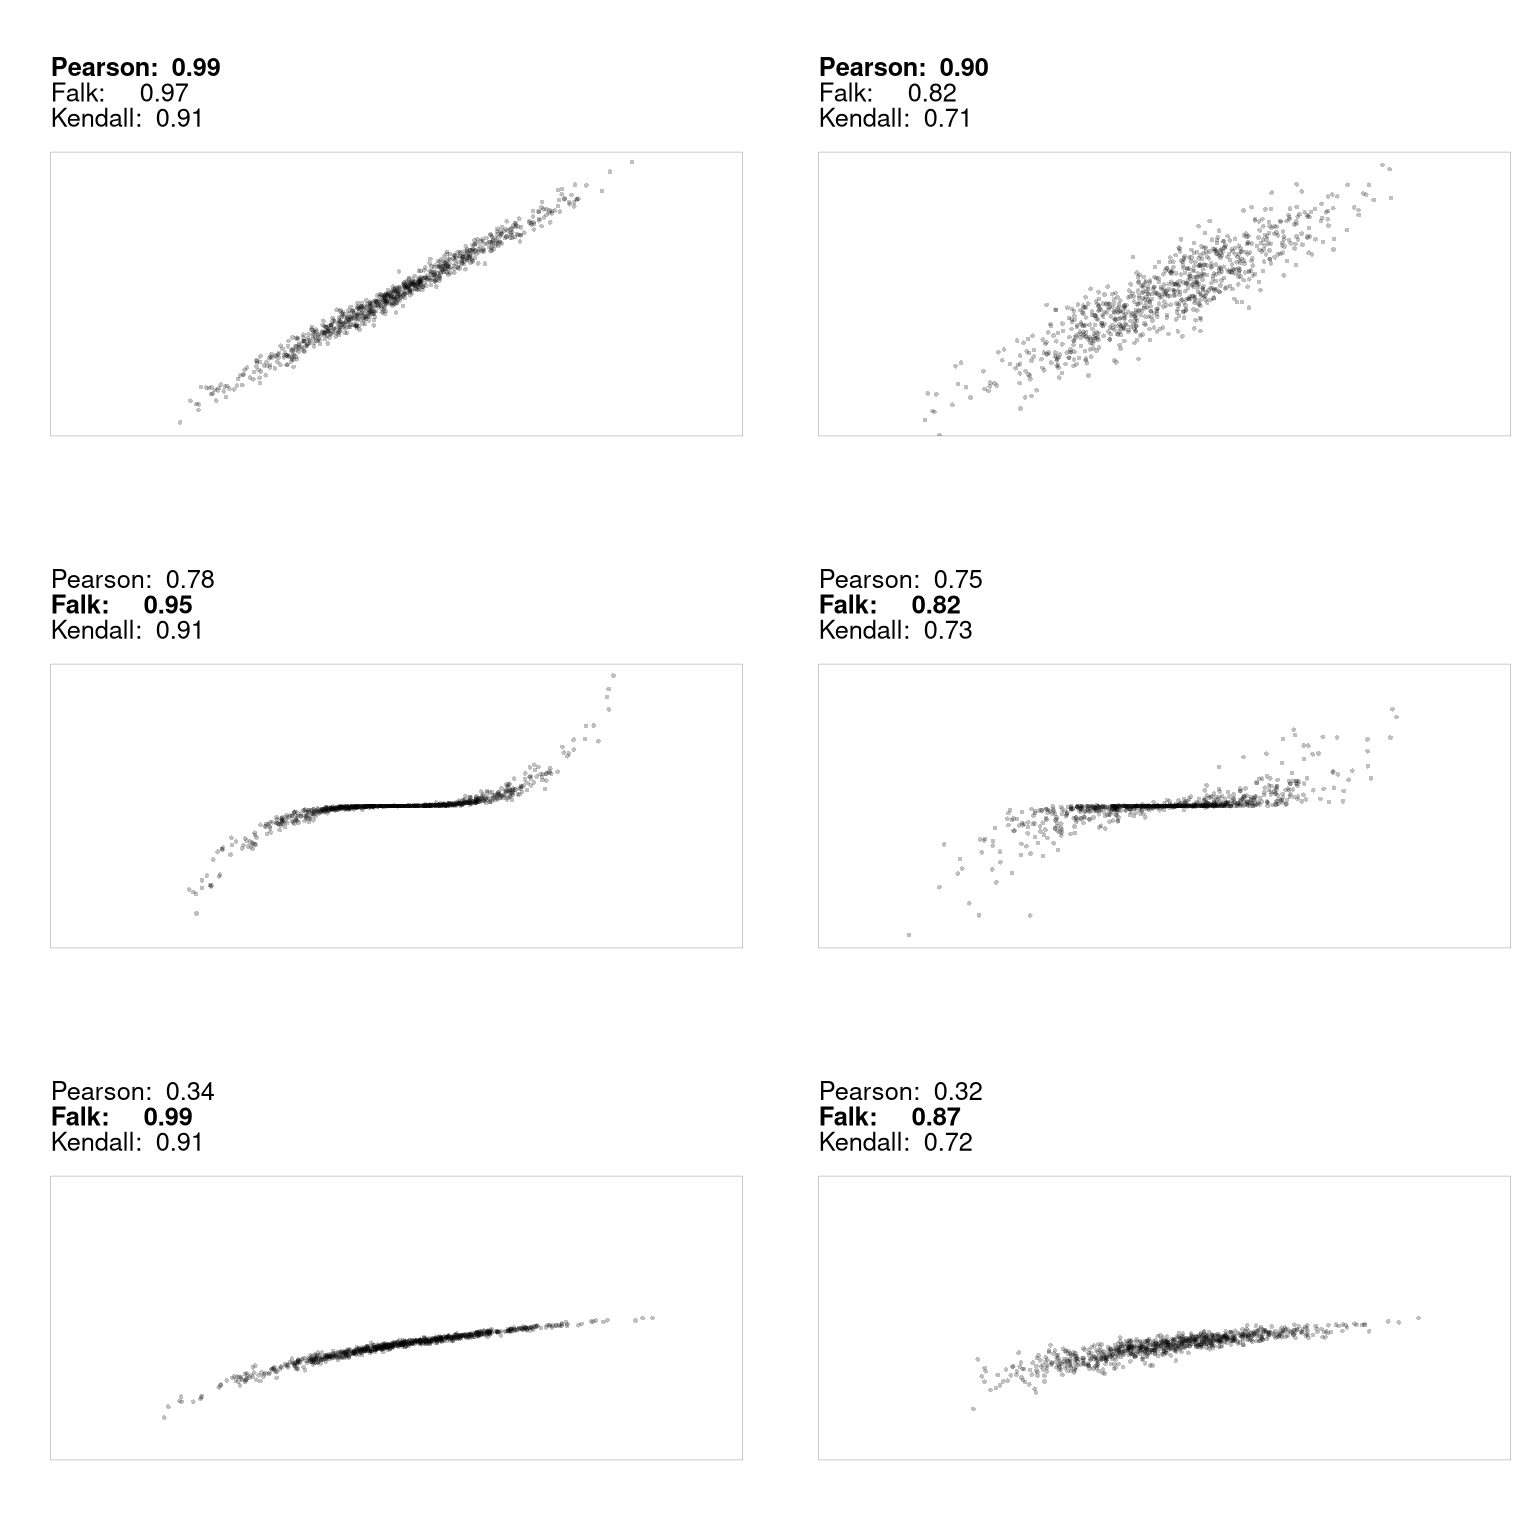 Pearson: 0.99
Falk: 0.97
Kendall: 0.91
Pearson: 0.90
Falk: 0.82
Kendall: 0.71
Pearson: 0.78
Falk: 0.95
Kendall: 0.91
Pearson: 0.75
Falk: 0.82
Kendall: 0.73
Pearson: 0.34
Falk: 0.99
Kendall: 0.91
Pearson: 0.32
Falk: 0.87
Kendall: 0.72